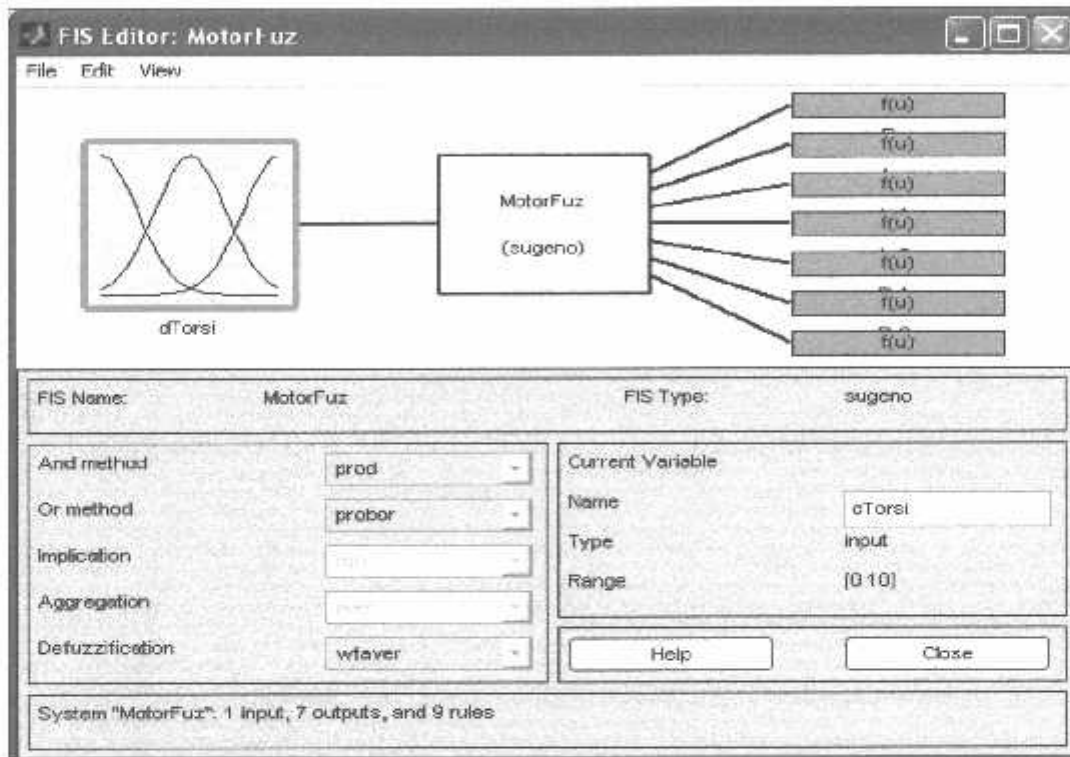 FIS Editor: MotorFuz
File Edit View
f(u)
f(u)
f(u)
f(u)
f(u)
f(u)
f(u)
MotorFuz
(sugeno)
dTorsi
FIS Name: MotorFuz FIS Type: sugeno
And method prod
Or method probor
Implication
Aggregation
Defuzzification wtaver
Current Variable
Name dTorsi
Type input
Range [0 10]
Help Close
System "MotorFuz": 1 input, 7 outputs, and 9 rules